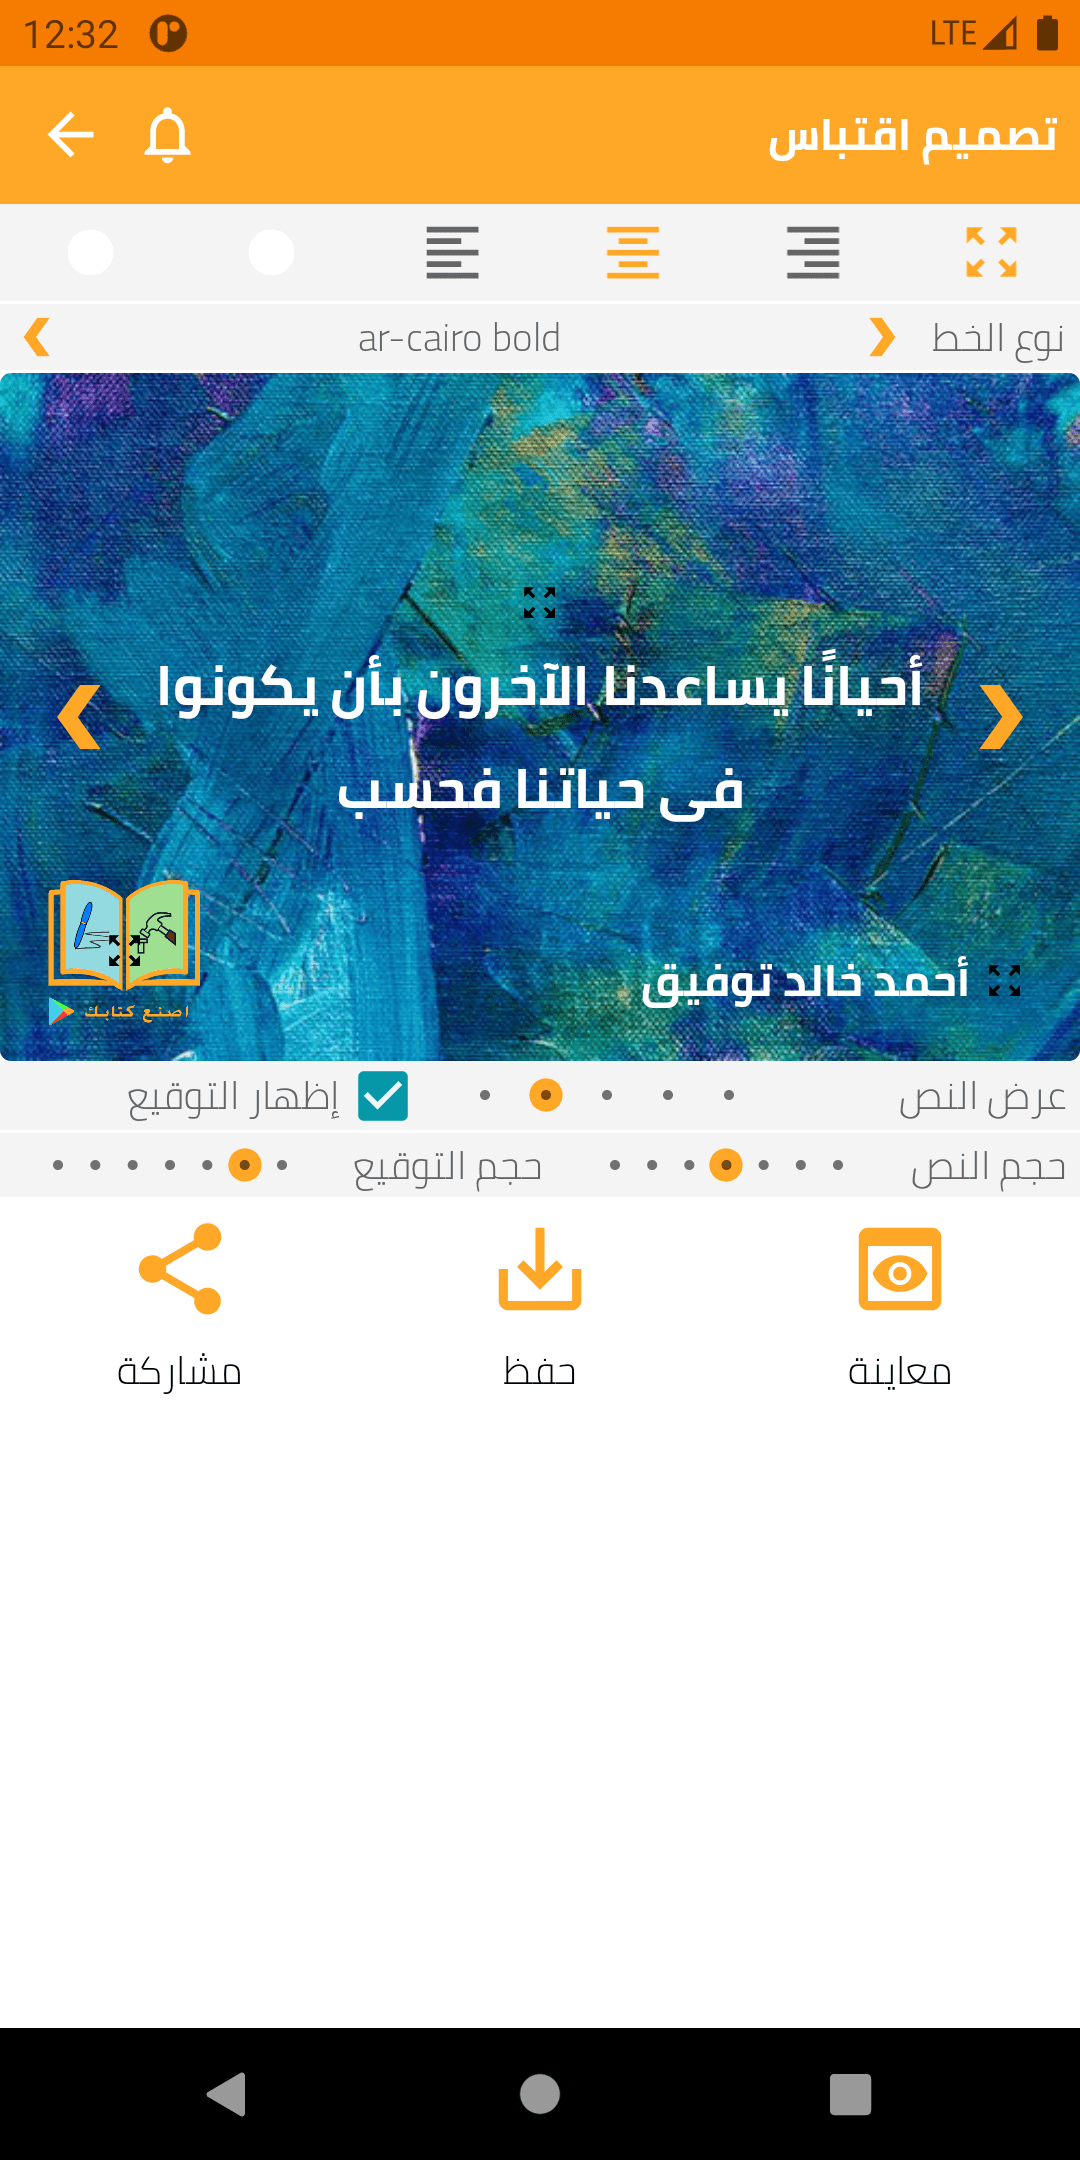 12:32
LTE
تصميم اقتباس
نوع الخط
ar-cairo bold
أحيانًا يساعدنا الآخرون بأن يكونوا
فى حياتنا فحسب
أحمد خالد توفيق
اصنع كتابك
عرض النص
إظهار التوقيع
حجم النص
حجم التوقيع
معاينة
حفظ
مشاركة